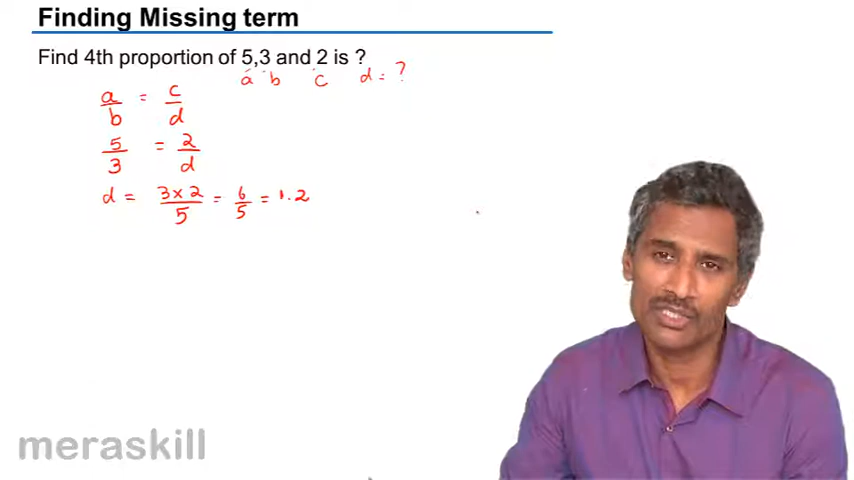 Finding Missing term
Find 4th proportion of 5,3 and 2 is ?
a b c d = ?
a/b = c/d
5/3 = 2/d
d = 3 x 2/5 = 6/5 = 1.2
meraskill